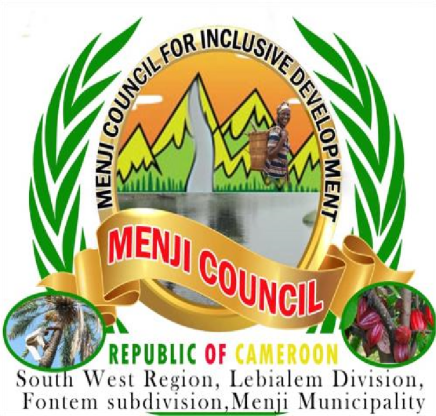 MENJI COUNCIL FOR INCLUSIVE DEVELOPMENT
MENJI COUNCIL
REPUBLIC OF CAMEROON
South West Region, Lebialem Division,
Fontem subdivision,Menji Municipality